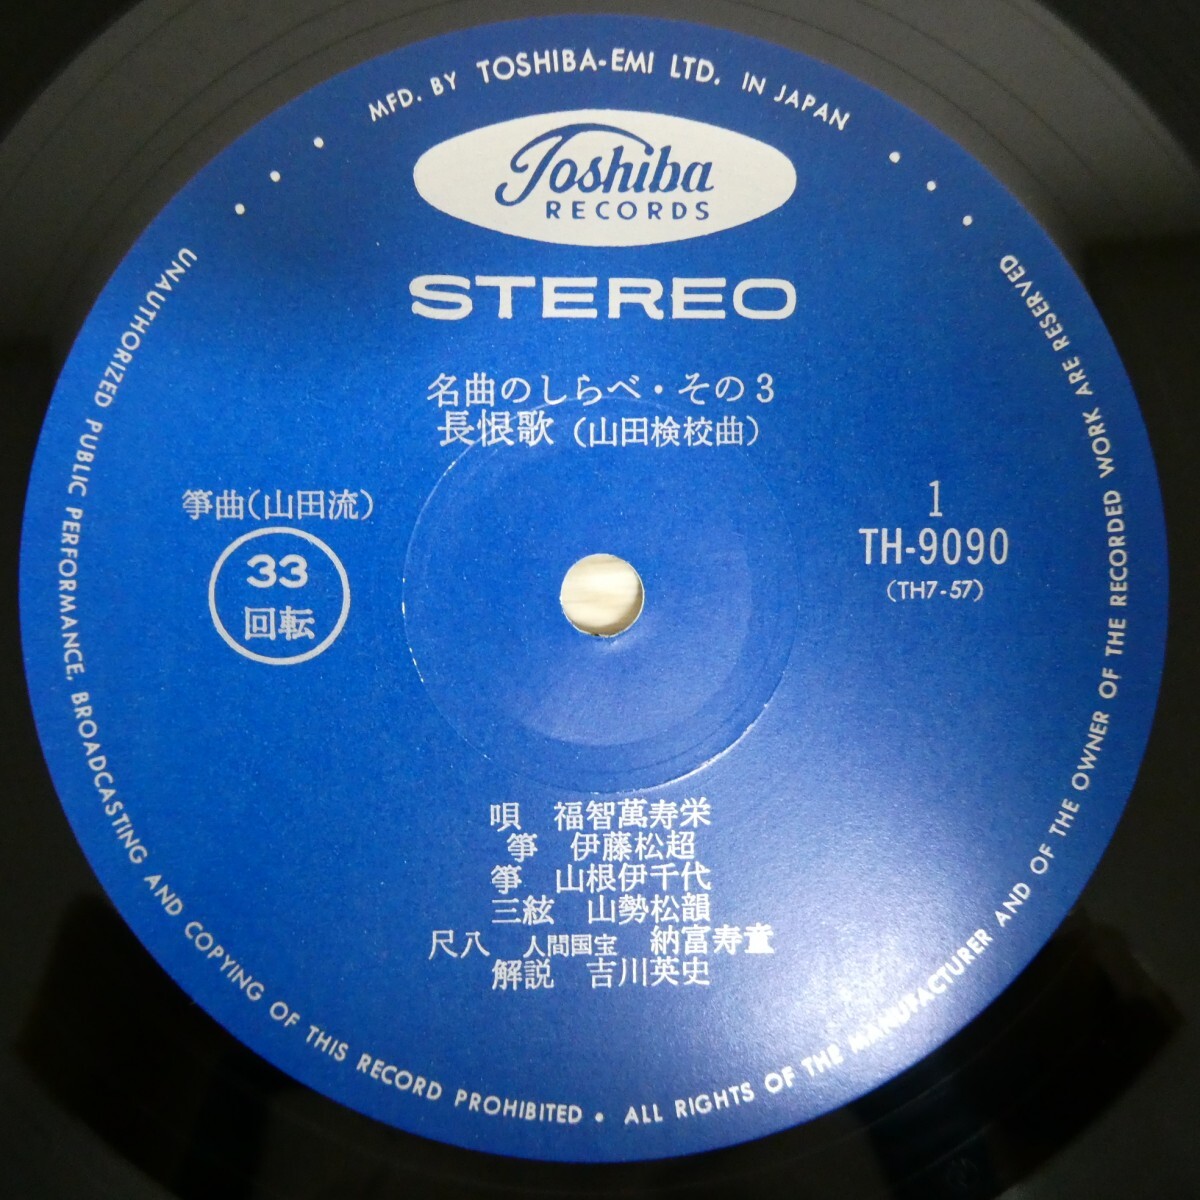 MFD. BY TOSHIBA-EMI LTD. IN JAPAN
Toshiba
RECORDS
STEREO
名曲のしらべ・その3
長恨歌（山田検校曲）
箏曲(山田流)
33
回転
1
TH-9090
(TH7-57)
唄 福智萬寿栄
箏 伊藤松超
箏 山根伊千代
三絃 山勢松韻
尺八 人間国宝 納富寿童
解説 吉川英史
UNAUTHORIZED PUBLIC PERFORMANCE, BROADCASTING AND COPYING OF THIS RECORD PROHIBITED • ALL RIGHTS OF THE MANUFACTURER AND OF THE OWNER OF THE RECORDED WORK ARE RESERVED